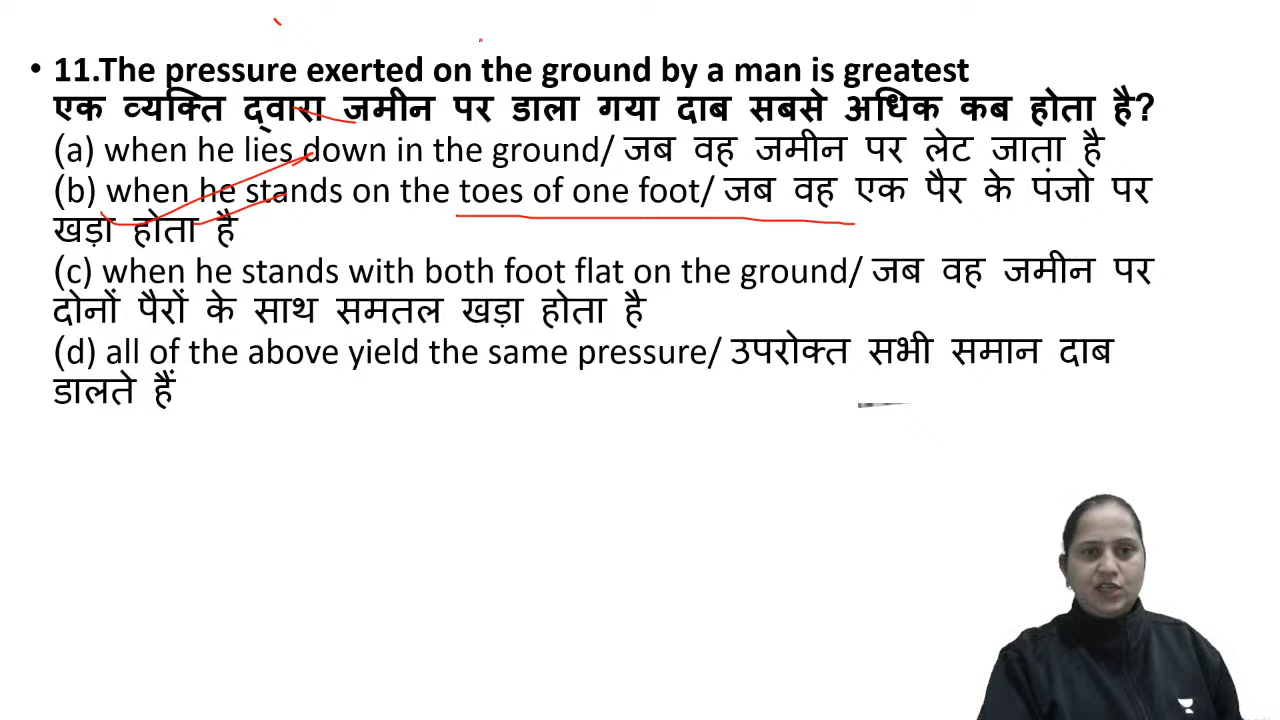 • 11.The pressure exerted on the ground by a man is greatest
एक व्यक्ति द्वारा जमीन पर डाला गया दाब सबसे अधिक कब होता है?
(a) when he lies down in the ground/ जब वह जमीन पर लेट जाता है
(b) when he stands on the toes of one foot/ जब वह एक पैर के पंजो पर
खड़ा होता है
(c) when he stands with both foot flat on the ground/ जब वह जमीन पर
दोनों पैरों के साथ समतल खड़ा होता है
(d) all of the above yield the same pressure/ उपरोक्त सभी समान दाब
डालते हैं